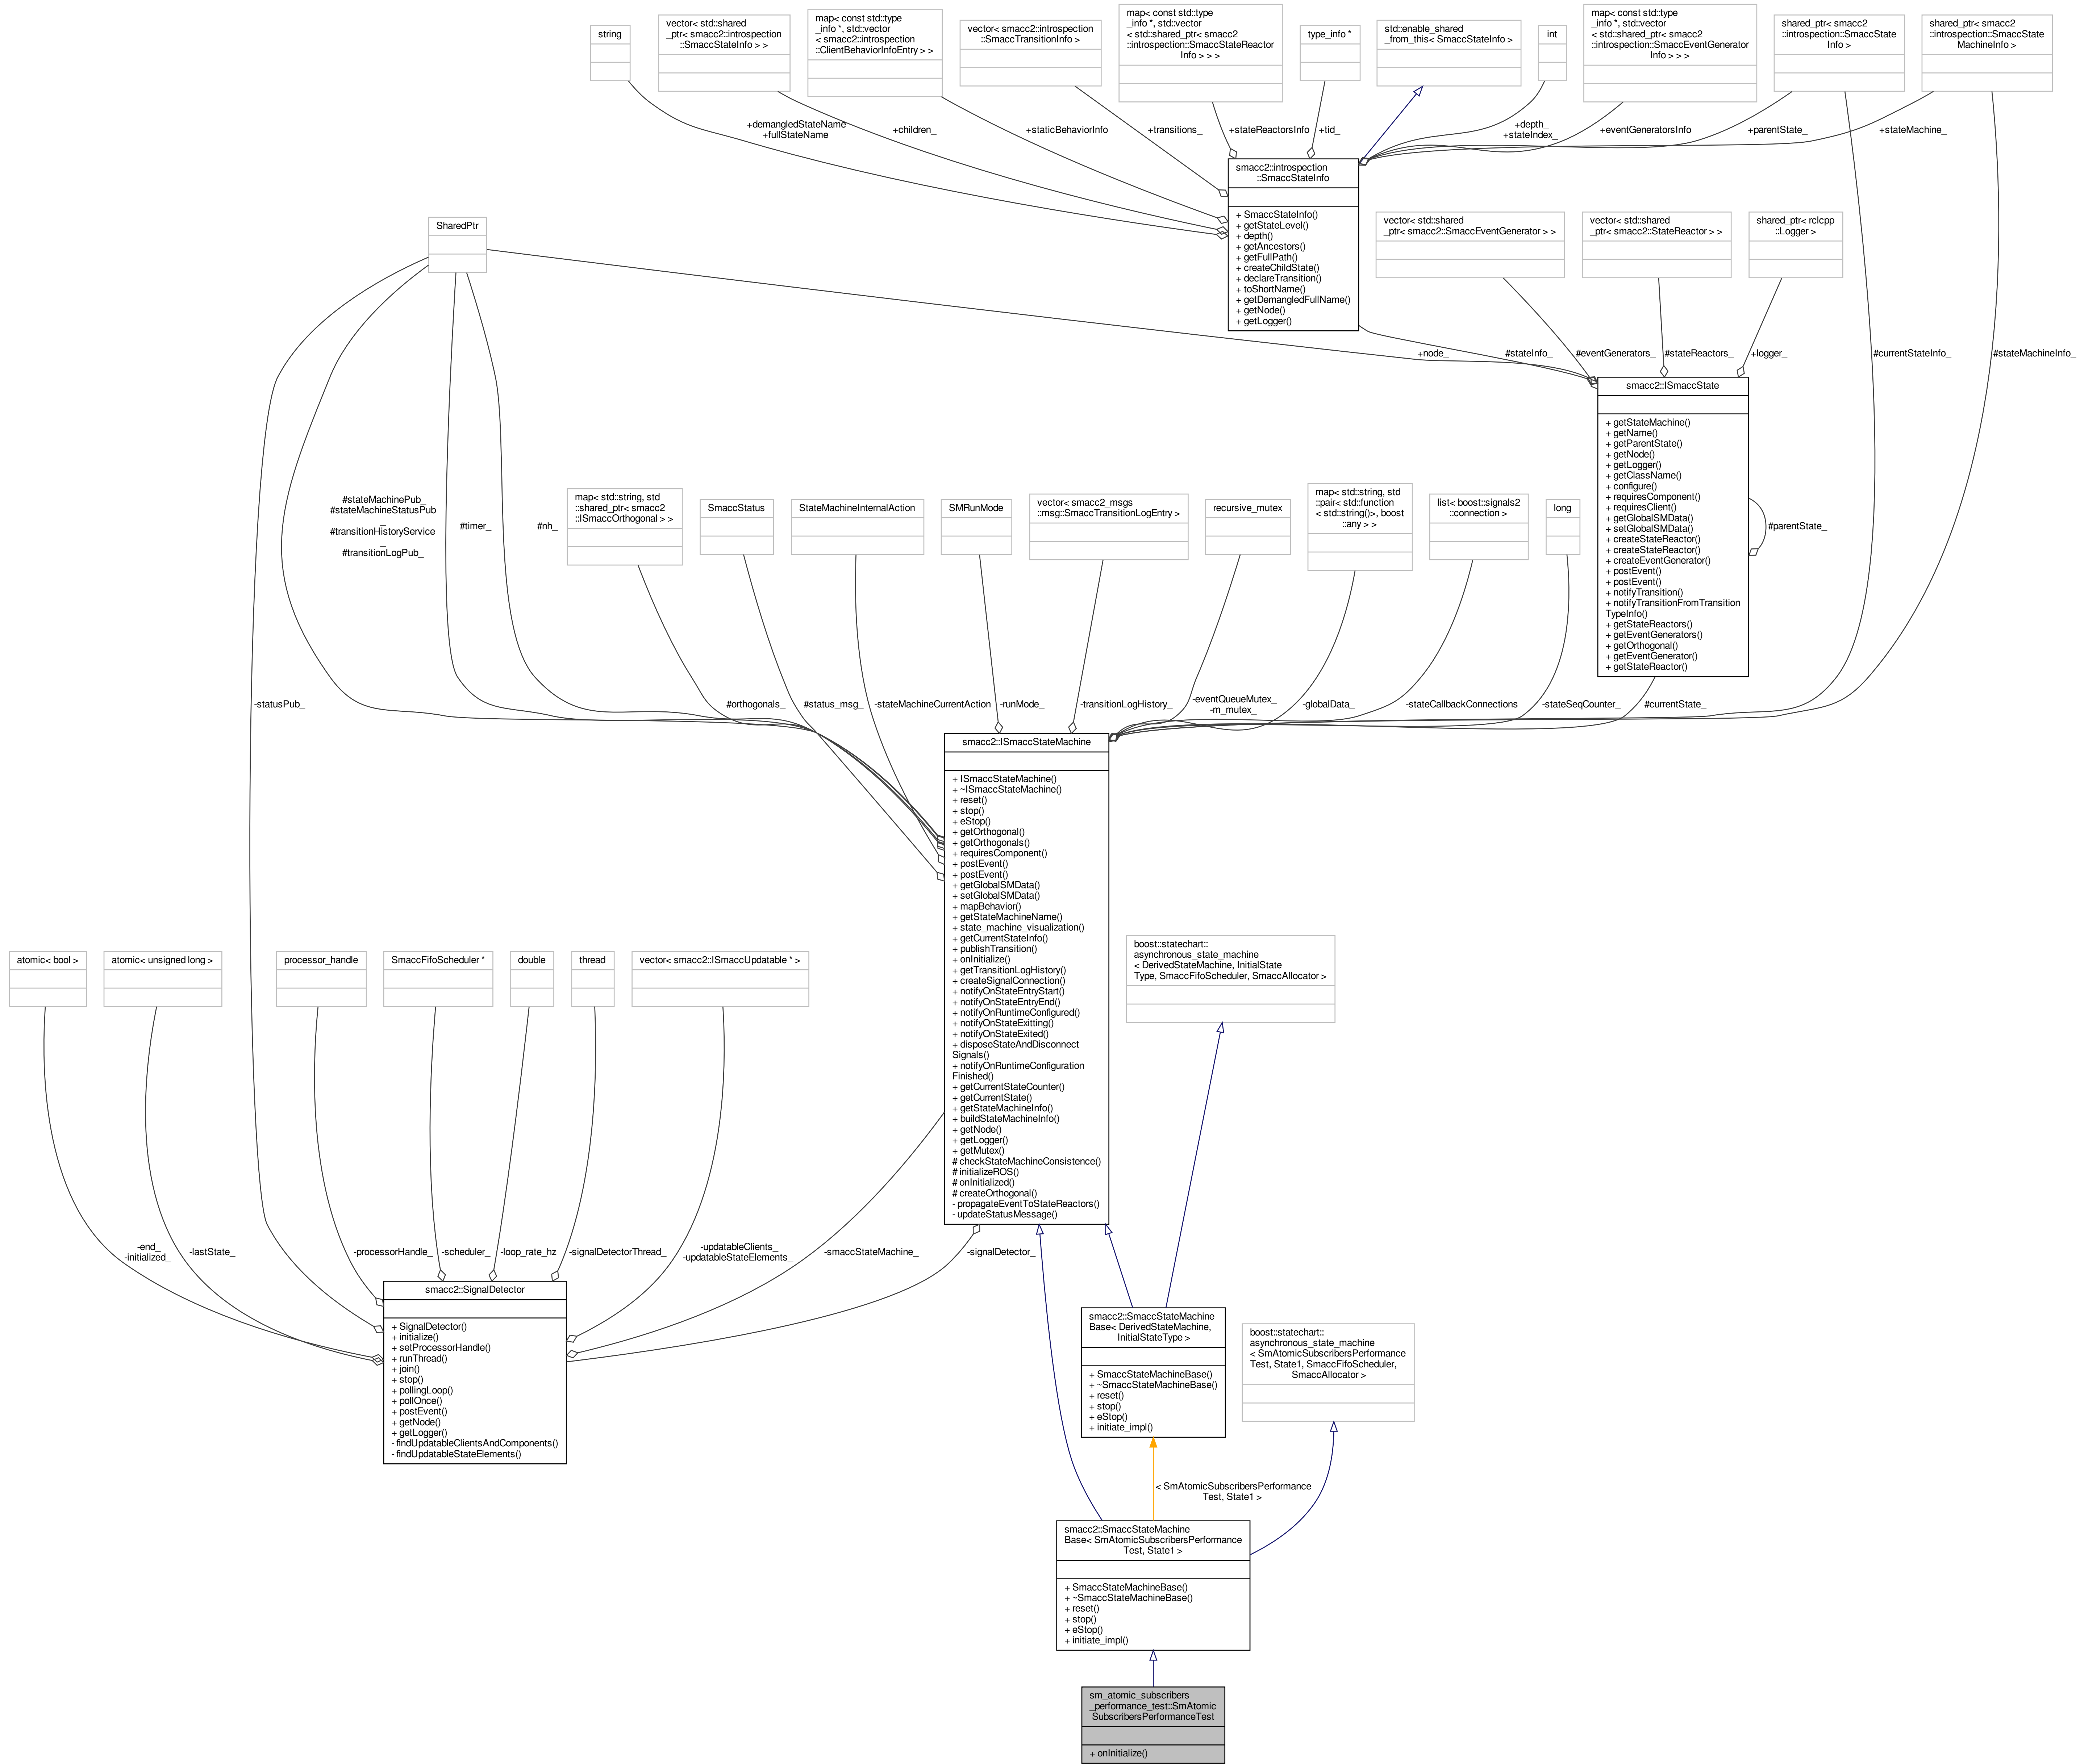 string
vector< std::shared
_ptr< smacc2::introspection
::SmaccStateInfo > >
map< const std::type
_info *, std::vector
< smacc2::introspection
::ClientBehaviorInfoEntry > >
vector< smacc2::introspection
::SmaccTransitionInfo >
map< const std::type
_info *, std::vector
< std::shared_ptr< smacc2
::introspection::SmaccStateReactor
Info > > >
type_info *
std::enable_shared
_from_this< SmaccStateInfo >
int
map< const std::type
_info *, std::vector
< std::shared_ptr< smacc2
::introspection::SmaccEventGenerator
Info > > >
shared_ptr< smacc2
::introspection::SmaccState
Info >
shared_ptr< smacc2
::introspection::SmaccState
MachineInfo >
+demangledStateName
+fullStateName
+children_
+staticBehaviorInfo
+transitions_
+stateReactorsInfo
+tid_
+depth_
+stateIndex_
+eventGeneratorsInfo
+parentState_
+stateMachine_
smacc2::introspection
::SmaccStateInfo
+ SmaccStateInfo()
+ getStateLevel()
+ depth()
+ getAncestors()
+ getFullPath()
+ createChildState()
+ declareTransition()
+ toShortName()
+ getDemangledFullName()
+ getNode()
+ getLogger()
SharedPtr
vector< std::shared
_ptr< smacc2::SmaccEventGenerator > >
vector< std::shared
_ptr< smacc2::StateReactor > >
shared_ptr< rclcpp
::Logger >
+node_
#stateInfo_
#eventGenerators_
#stateReactors_
+logger_
#currentStateInfo_
#stateMachineInfo_
smacc2::ISmaccState
+ getStateMachine()
+ getName()
+ getParentState()
+ getNode()
+ getLogger()
+ getClassName()
+ configure()
+ requiresComponent()
+ requiresClient()
+ getGlobalSMData()
+ setGlobalSMData()
+ createStateReactor()
+ createStateReactor()
+ createEventGenerator()
+ postEvent()
+ postEvent()
+ notifyTransition()
+ notifyTransitionFromTransition
TypeInfo()
+ getStateReactors()
+ getEventGenerators()
+ getOrthogonal()
+ getEventGenerator()
+ getStateReactor()
#parentState_
#stateMachinePub_
#stateMachineStatusPub
_
#transitionHistoryService
_
#transitionLogPub_
#timer_
#nh_
map< std::string, std
::shared_ptr< smacc2
::ISmaccOrthogonal > >
SmaccStatus
StateMachineInternalAction
SMRunMode
vector< smacc2_msgs
::msg::SmaccTransitionLogEntry >
recursive_mutex
map< std::string, std
::pair< std::function
< std::string()>, boost
::any > >
list< boost::signals2
::connection >
long
-statusPub_
#orthogonals_
#status_msg_
-stateMachineCurrentAction
-runMode_
-transitionLogHistory_
-eventQueueMutex_
-m_mutex_
-globalData_
-stateCallbackConnections
-stateSeqCounter_
#currentState_
smacc2::ISmaccStateMachine
+ ISmaccStateMachine()
+ ~ISmaccStateMachine()
+ reset()
+ stop()
+ eStop()
+ getOrthogonal()
+ getOrthogonals()
+ requiresComponent()
+ postEvent()
+ postEvent()
+ getGlobalSMData()
+ setGlobalSMData()
+ mapBehavior()
+ getStateMachineName()
+ state_machine_visualization()
+ getCurrentStateInfo()
+ publishTransition()
+ onInitialize()
+ getTransitionLogHistory()
+ createSignalConnection()
+ notifyOnStateEntryStart()
+ notifyOnStateEntryEnd()
+ notifyOnRuntimeConfigured()
+ notifyOnStateExitting()
+ notifyOnStateExited()
+ disposeStateAndDisconnect
Signals()
+ notifyOnRuntimeConfiguration
Finished()
+ getCurrentStateCounter()
+ getCurrentState()
+ getStateMachineInfo()
+ buildStateMachineInfo()
+ getNode()
+ getLogger()
+ getMutex()
# checkStateMachineConsistence()
# initializeROS()
# onInitialized()
# createOrthogonal()
- propagateEventToStateReactors()
- updateStatusMessage()
atomic< bool >
atomic< unsigned long >
processor_handle
SmaccFifoScheduler *
double
thread
vector< smacc2::ISmaccUpdatable * >
boost::statechart::
asynchronous_state_machine
< DerivedStateMachine, InitialState
Type, SmaccFifoScheduler, SmaccAllocator >
-end_
-initialized_
-lastState_
-processorHandle_
-scheduler_
-loop_rate_hz
-signalDetectorThread_
-updatableClients_
-updatableStateElements_
-smaccStateMachine_
-signalDetector_
smacc2::SignalDetector
+ SignalDetector()
+ initialize()
+ setProcessorHandle()
+ runThread()
+ join()
+ stop()
+ pollingLoop()
+ pollOnce()
+ postEvent()
+ getNode()
+ getLogger()
- findUpdatableClientsAndComponents()
- findUpdatableStateElements()
smacc2::SmaccStateMachine
Base< DerivedStateMachine,
InitialStateType >
+ SmaccStateMachineBase()
+ ~SmaccStateMachineBase()
+ reset()
+ stop()
+ eStop()
+ initiate_impl()
boost::statechart::
asynchronous_state_machine
< SmAtomicSubscribersPerformance
Test, State1, SmaccFifoScheduler,
SmaccAllocator >
< SmAtomicSubscribersPerformance
Test, State1 >
smacc2::SmaccStateMachine
Base< SmAtomicSubscribersPerformance
Test, State1 >
+ SmaccStateMachineBase()
+ ~SmaccStateMachineBase()
+ reset()
+ stop()
+ eStop()
+ initiate_impl()
sm_atomic_subscribers
_performance_test::SmAtomic
SubscribersPerformanceTest
+ onInitialize()